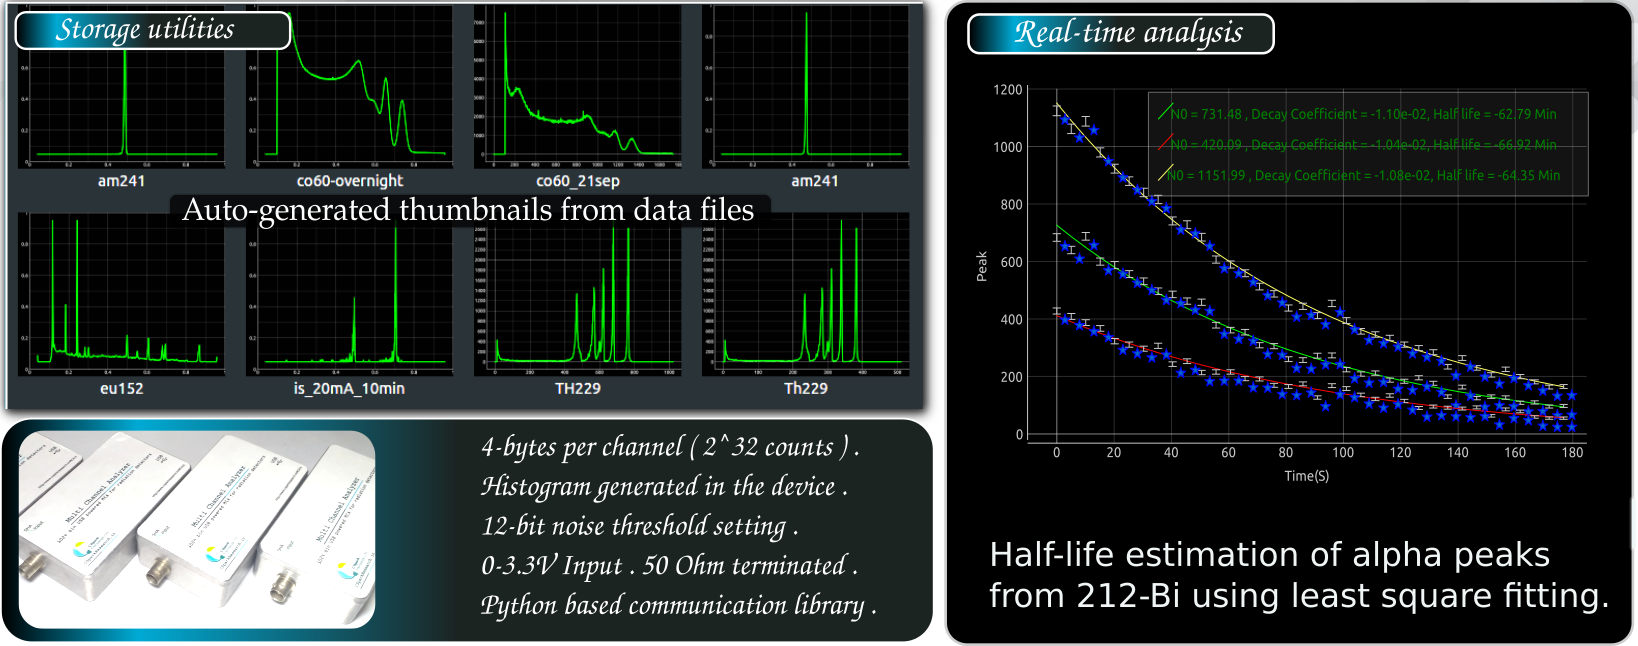 Storage utilities
am241
co60-overnight
co60_21sep
am241
Auto-generated thumbnails from data files
eu152
is_20mA_10min
TH229
Th229
Multi Channel Analyzer
Multi Channel Analyzer
Multi Channel Analyzer
4-bytes per channel ( 2^32 counts ) .
Histogram generated in the device .
12-bit noise threshold setting .
0-3.3V Input . 50 Ohm terminated .
Python based communication library .
Real-time analysis
N0 = 731.48 , Decay Coefficient = -1.10e-02, Half life = -62.79 Min
N0 = 420.09 , Decay Coefficient = -1.04e-02, Half life = -66.92 Min
N0 = 1151.99 , Decay Coefficient = -1.08e-02, Half life = -64.35 Min
1200
1000
800
600
400
200
0
Peak
0 20 40 60 80 100 120 140 160 180
Time(S)
Half-life estimation of alpha peaks
from 212-Bi using least square fitting.